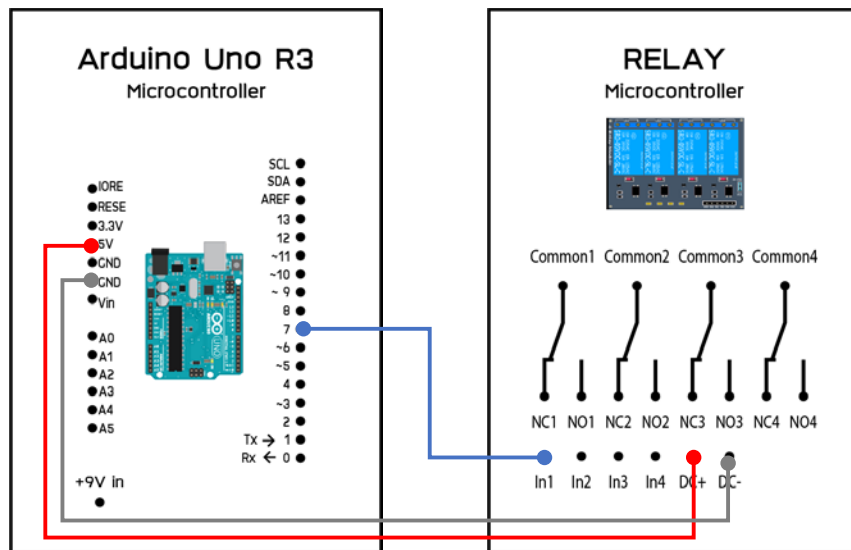 Arduino Uno R3
Microcontroller
IORE
RESE
3.3V
5V
GND
GND
Vin
A0
A1
A2
A3
A4
A5
+9V in
SCL
SDA
AREF
13
12
~11
~10
~ 9
8
7
~6
~5
4
~3
2
Tx → 1
Rx ← 0
RELAY
Microcontroller
Common1 Common2 Common3 Common4
NC1 NO1 NC2 NO2 NC3 NO3 NC4 NO4
In1 In2 In3 In4 DC+ DC-